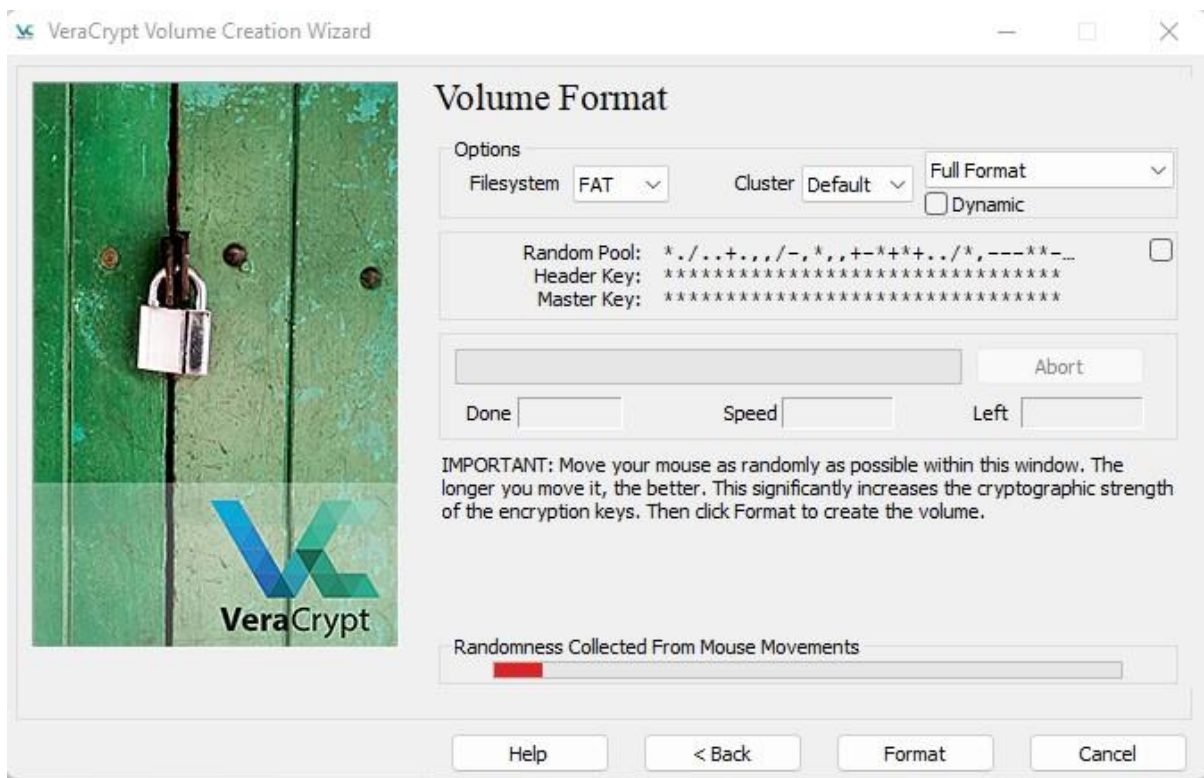 VeraCrypt Volume Creation Wizard
Volume Format
Options
Filesystem FAT Cluster Default Full Format
Dynamic
Random Pool: *./..+.,,/-,*,,+-*+*+../*,---**-…
Header Key: ********************************
Master Key: ********************************
Abort
Done Speed Left
IMPORTANT: Move your mouse as randomly as possible within this window. The
longer you move it, the better. This significantly increases the cryptographic strength
of the encryption keys. Then click Format to create the volume.
VeraCrypt
Randomness Collected From Mouse Movements
Help < Back Format Cancel